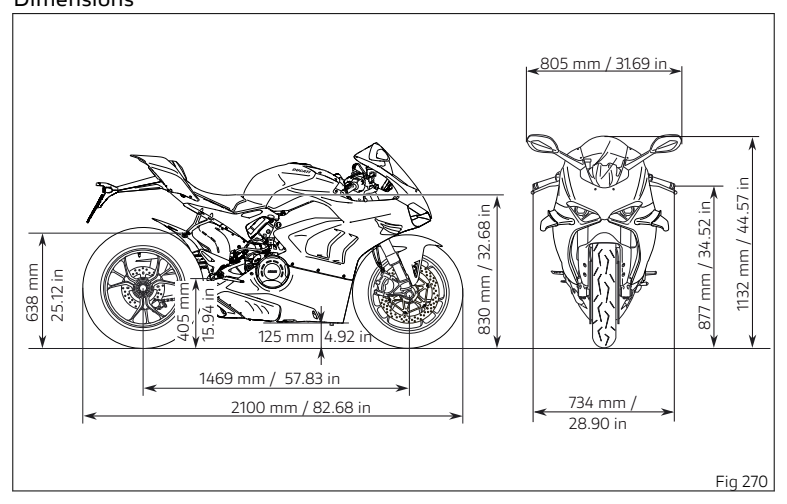 Dimensions
805 mm / 31.69 in
DUCATI
638 mm
25.12 in
405 mm
15.94 in
125 mm
4.92 in
830 mm / 32.68 in
877 mm / 34.52 in
1132 mm / 44.57 in
1469 mm / 57.83 in
2100 mm / 82.68 in
734 mm /
28.90 in
Fig 270